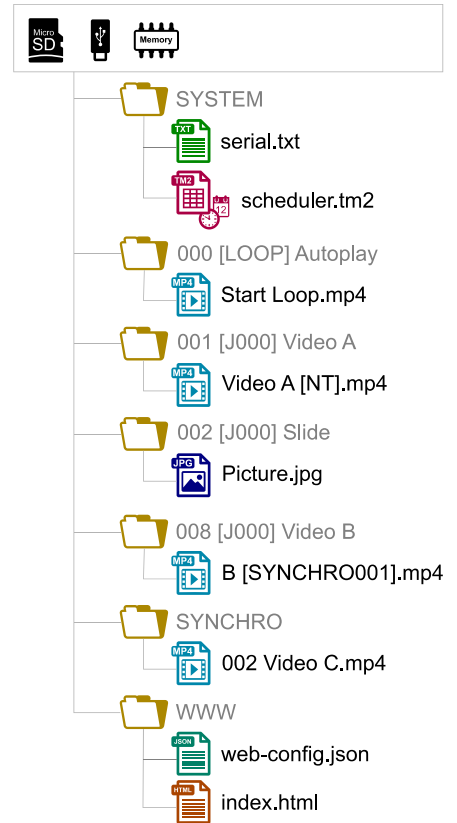 Micro
SD
Memory
SYSTEM
TXT
serial.txt
TM2
12
scheduler.tm2
000 [LOOP] Autoplay
MP4
Start Loop.mp4
001 [J000] Video A
MP4
Video A [NT].mp4
002 [J000] Slide
JPG
Picture.jpg
008 [J000] Video B
MP4
B [SYNCHRO001].mp4
SYNCHRO
MP4
002 Video C.mp4
WWW
JSON
web-config.json
HTML
index.html